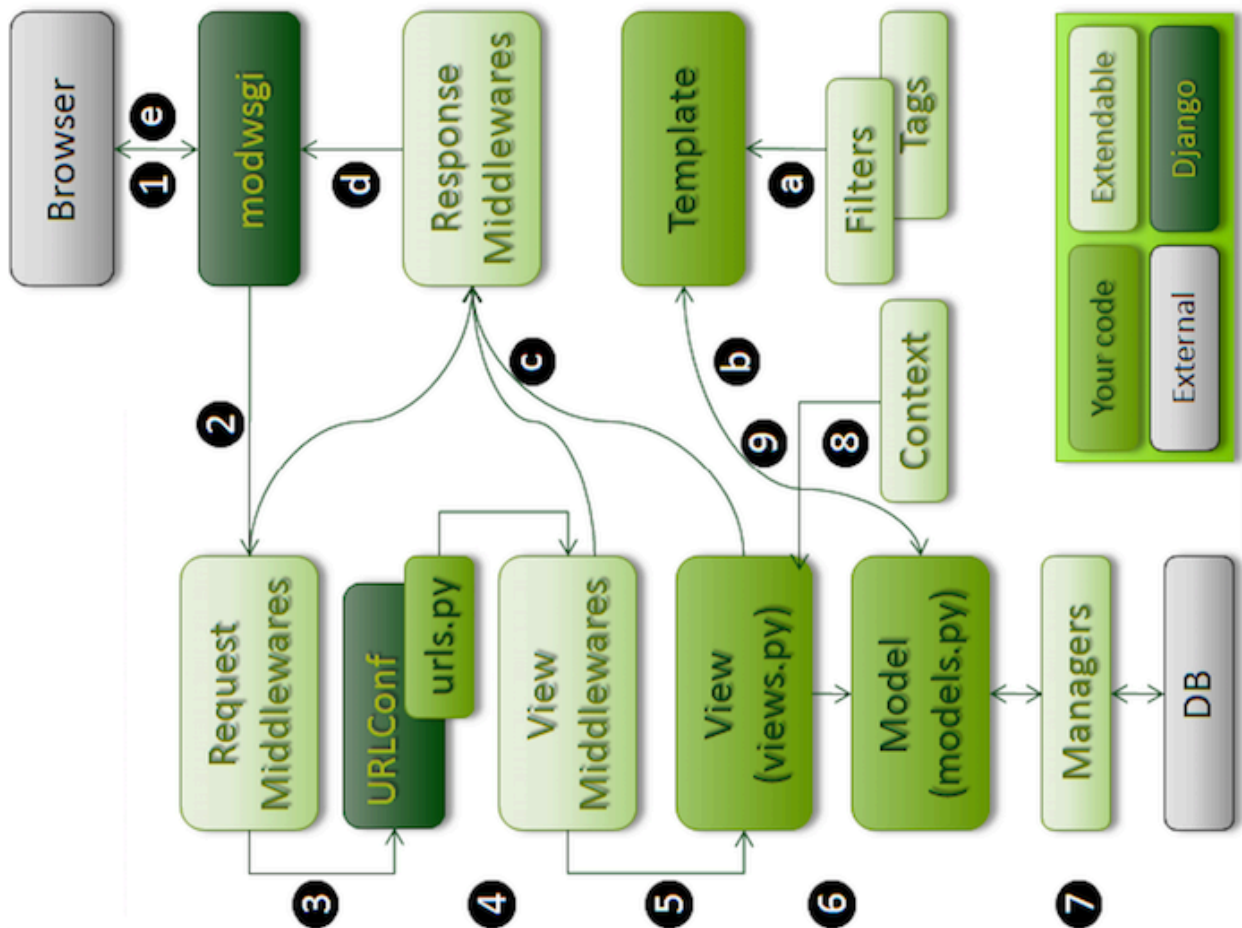 Browser
1
e
modwsgi
2
d
Request
Middlewares
Response
Middlewares
3
URLConf
urls.py
4
View
Middlewares
c
5
View
(views.py)
Template
6
9
b
8
a
Context
Filters
Tags
Model
(models.py)
7
Managers
DB
Your code
Extendable
External
Django